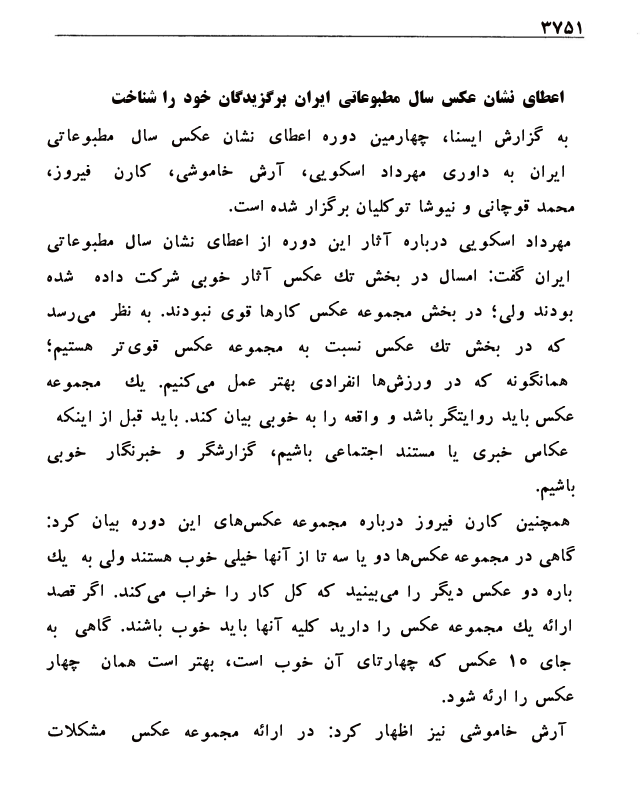 ۳۷۵۱
اعطای نشان عکس سال مطبوعاتی ایران برگزیدگان خود را شناخت
به گزارش ایسنا، چهارمین دوره اعطای نشان عکس سال مطبوعاتی
ایران به داوری مهرداد اسکویی، آرش خاموشی، کارن فیروز،
محمد قوچانی و نیوشا توکلیان برگزار شده است.
مهرداد اسکویی درباره آثار این دوره از اعطای نشان سال مطبوعاتی
ایران گفت: امسال در بخش تك عکس آثار خوبی شرکت داده شده
بودند ولی؛ در بخش مجموعه عکس کارها قوی نبودند. به نظر می‌رسد
که در بخش تك عکس نسبت به مجموعه عکس قوی‌تر هستیم؛
همانگونه که در ورزش‌ها انفرادی بهتر عمل می‌کنیم. یك مجموعه
عکس باید روایتگر باشد و واقعه را به خوبی بیان کند. باید قبل از اینکه
عکاس خبری یا مستند اجتماعی باشیم، گزارشگر و خبرنگار خوبی
باشیم.
همچنین کارن فیروز درباره مجموعه عکس‌های این دوره بیان کرد:
گاهی در مجموعه عکس‌ها دو یا سه تا از آنها خیلی خوب هستند ولی به یك
باره دو عکس دیگر را می‌بینید که کل کار را خراب می‌کند. اگر قصد
ارائه یك مجموعه عکس را دارید کلیه آنها باید خوب باشند. گاهی به
جای ۱۰ عکس که چهارتای آن خوب است، بهتر است همان چهار
عکس را ارئه شود.
آرش خاموشی نیز اظهار کرد: در ارائه مجموعه عکس مشکلات